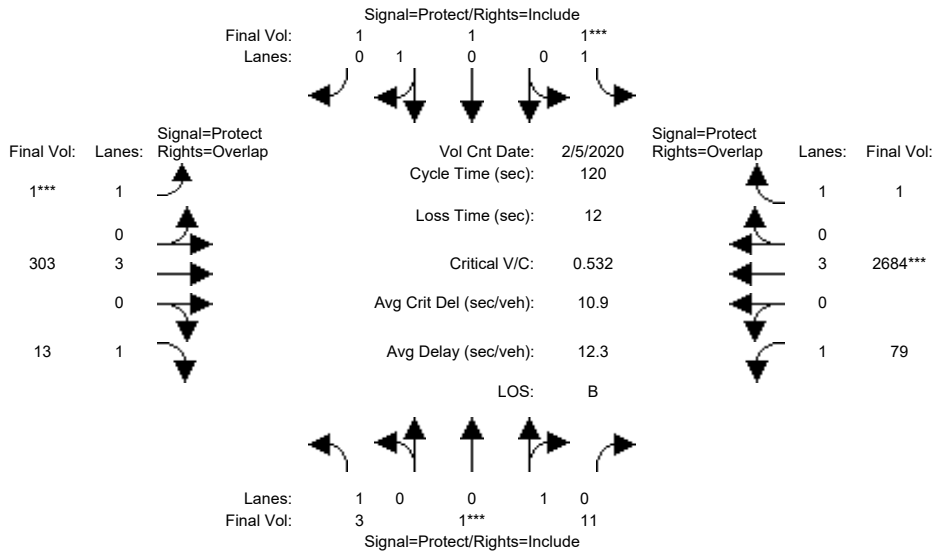 Signal=Protect/Rights=Include
Final Vol: 1 1 1***
Lanes: 0 1 0 0 1
Signal=Protect Signal=Protect
Final Vol: Lanes: Rights=Overlap Vol Cnt Date: 2/5/2020 Rights=Overlap Lanes: Final Vol:
Cycle Time (sec): 120
1*** 1 1 1
Loss Time (sec): 12
0 0
303 3 Critical V/C: 0.532 3 2684***
0 Avg Crit Del (sec/veh): 10.9 0
13 1 Avg Delay (sec/veh): 12.3 1 79
LOS: B
Lanes: 1 0 0 1 0
Final Vol: 3 1*** 11
Signal=Protect/Rights=Include